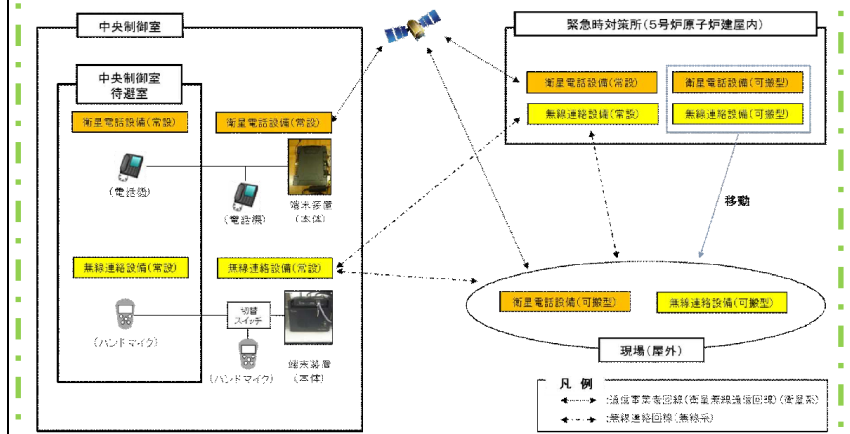 中央制御室
中央制御室
待避室
衛星電話設備(常設)
衛星電話設備(常設)
(電話機)
(電話機)
端末装置
(本体)
無線連絡設備(常設)
無線連絡設備(常設)
切替
スイッチ
(ハンドマイク)
(ハンドマイク)
端末装置
(本体)
緊急時対策所(5号炉原子炉建屋内)
衛星電話設備(常設)
衛星電話設備(可搬型)
無線連絡設備(常設)
無線連絡設備(可搬型)
移動
衛星電話設備(可搬型)
無線連絡設備(可搬型)
現場(屋外)
凡 例
:通信事業者回線(衛星無線通信回線)(衛星系)
:無線連絡回線(無線系)